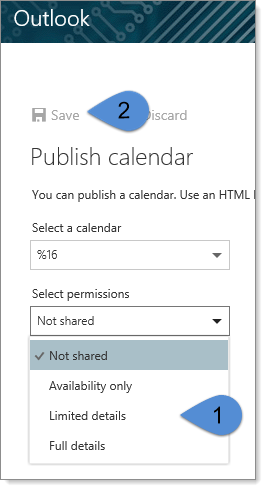 Outlook
Save 2 Discard
Publish calendar
You can publish a calendar. Use an HTML
Select a calendar
%16
Select permissions
Not shared
Not shared
Availability only
Limited details 1
Full details